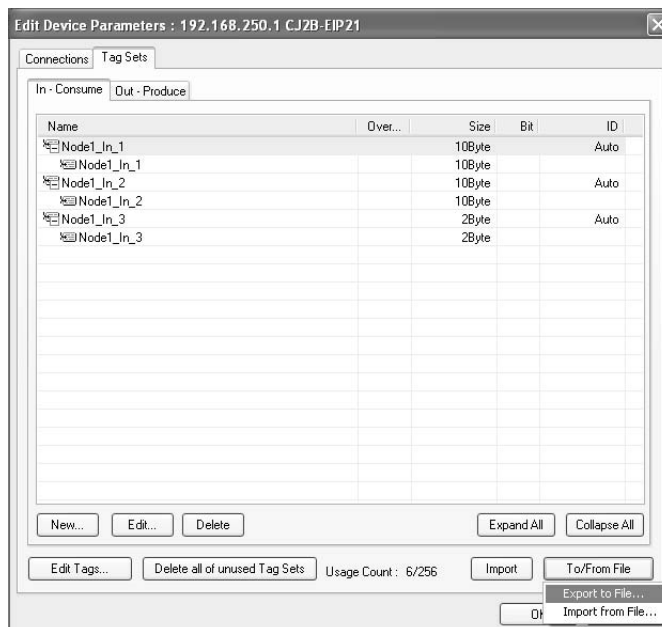 Edit Device Parameters : 192.168.250.1 CJ2B-EIP21
Connections Tag Sets
In - Consume Out - Produce
Name Over... Size Bit ID
Node1_In_1 10Byte Auto
Node1_In_1 10Byte
Node1_In_2 10Byte Auto
Node1_In_2 10Byte
Node1_In_3 2Byte Auto
Node1_In_3 2Byte
New... Edit... Delete Expand All Collapse All
Edit Tags... Delete all of unused Tag Sets Usage Count : 6/256 Import To/From File
Export to File...
Import from File...